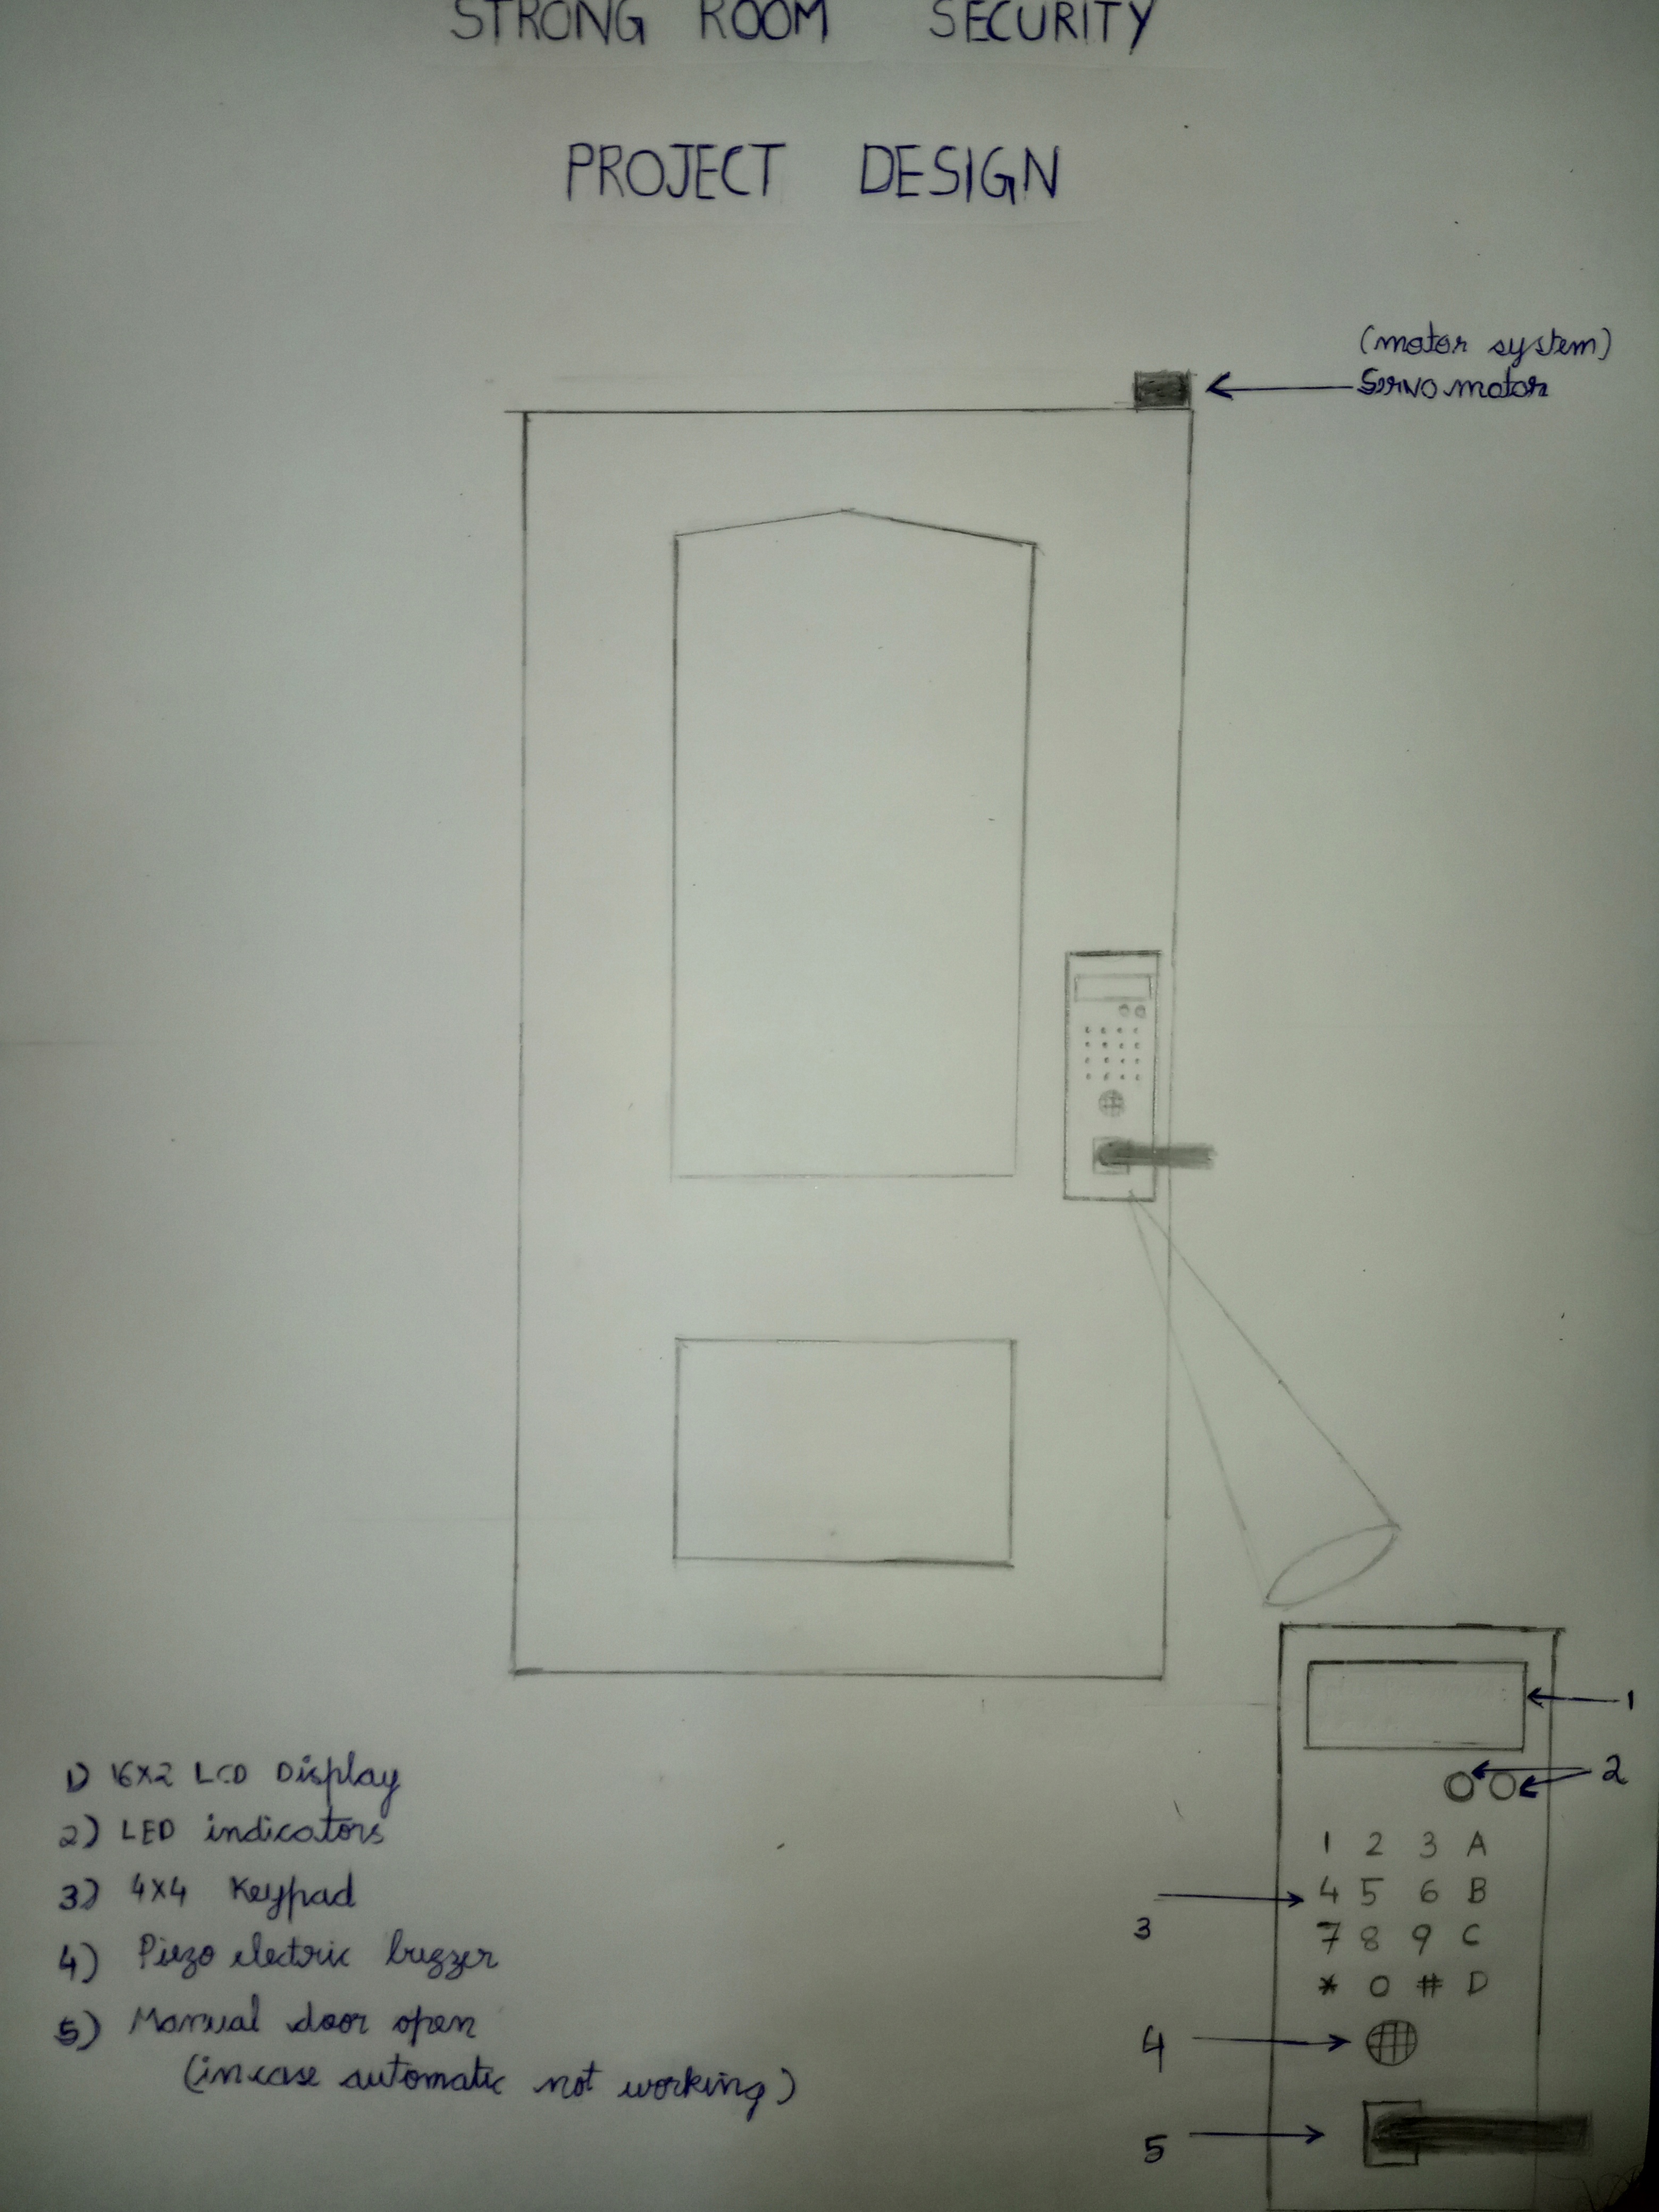 STRONG ROOM SECURITY
PROJECT DESIGN
(motor system)
Servo motor
1
2
1 2 3 A
4 5 6 B
7 8 9 C
* 0 # D
3
4
5
1) 16X2 LCD Display
2) LED indicators
3) 4X4 Keypad
4) Piezo electric buzzer
5) Manual door open
(incase automatic not working)